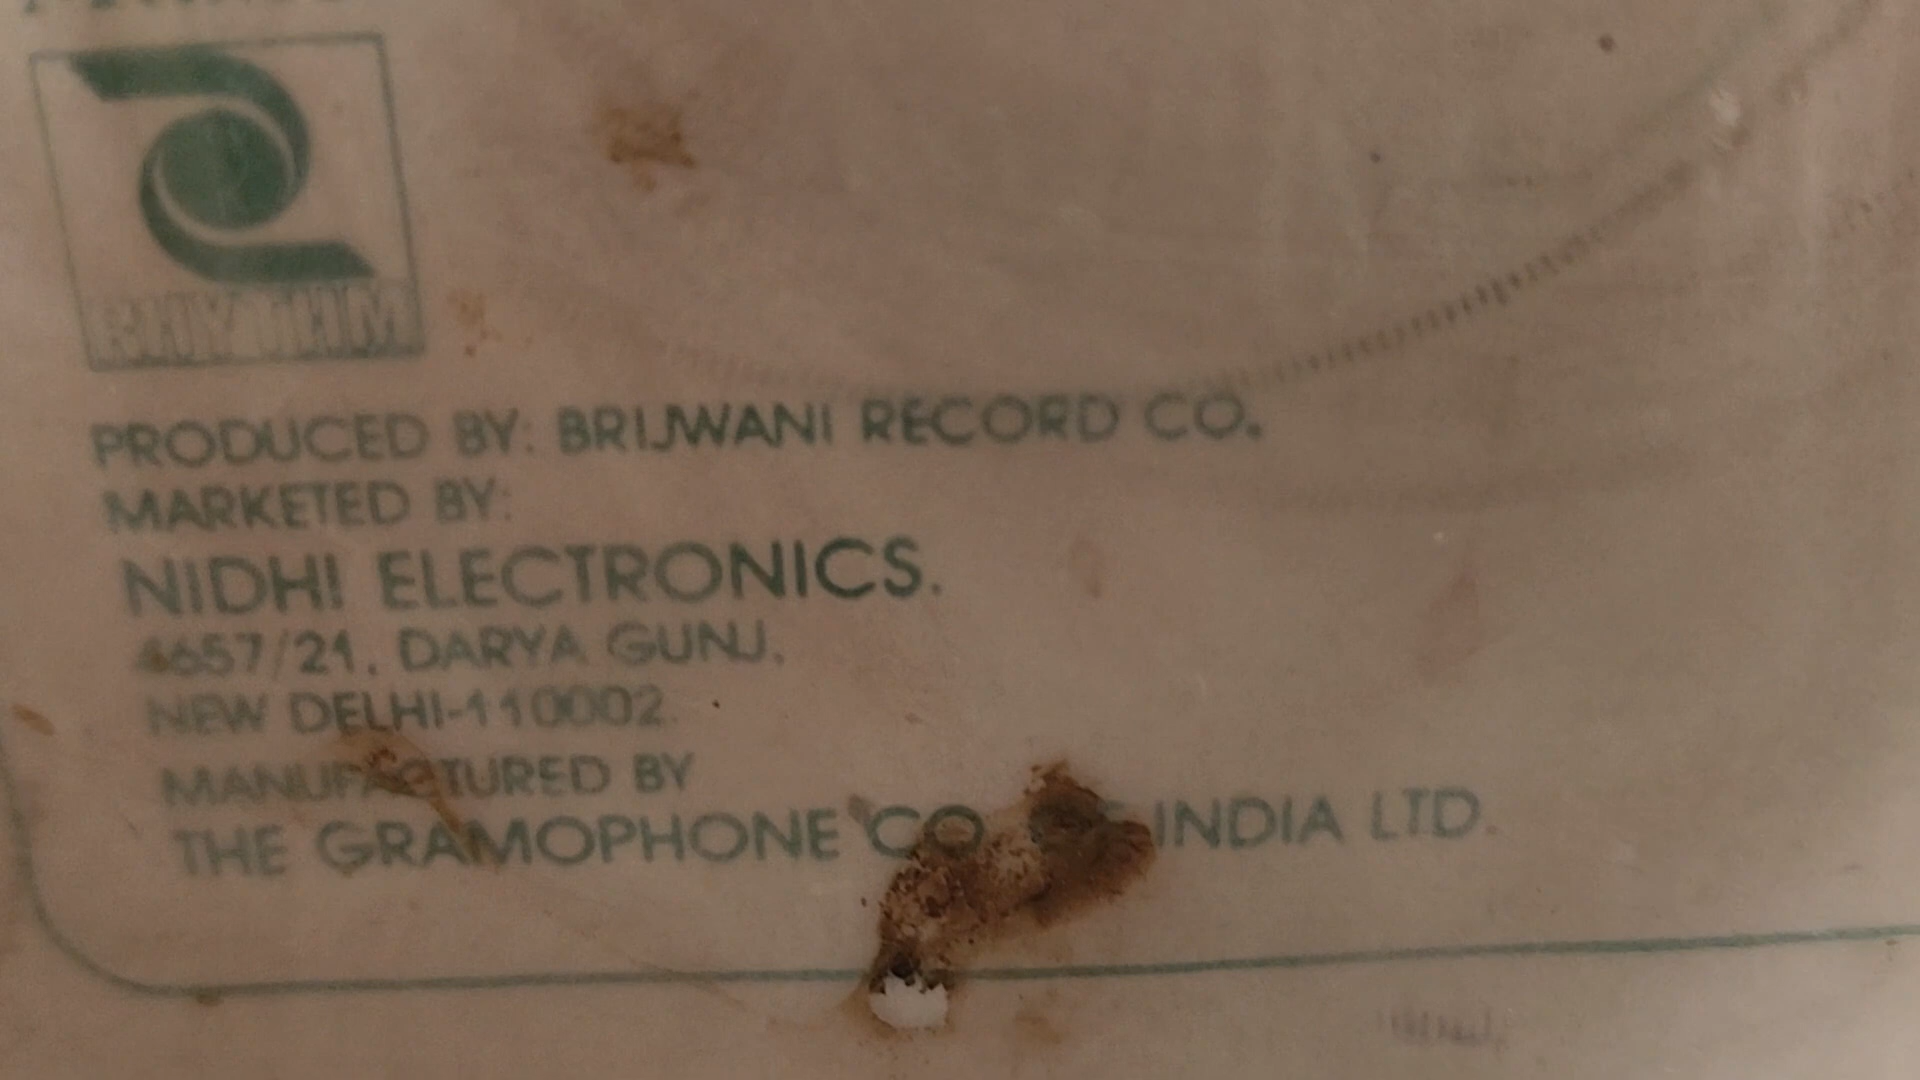 RHYTHM
PRODUCED BY: BRIJWANI RECORD CO.
MARKETED BY:
NIDHI ELECTRONICS.
4657/21, DARYA GUNJ,
NEW DELHI-110002.
MANUFACTURED BY
THE GRAMOPHONE CO INDIA LTD.